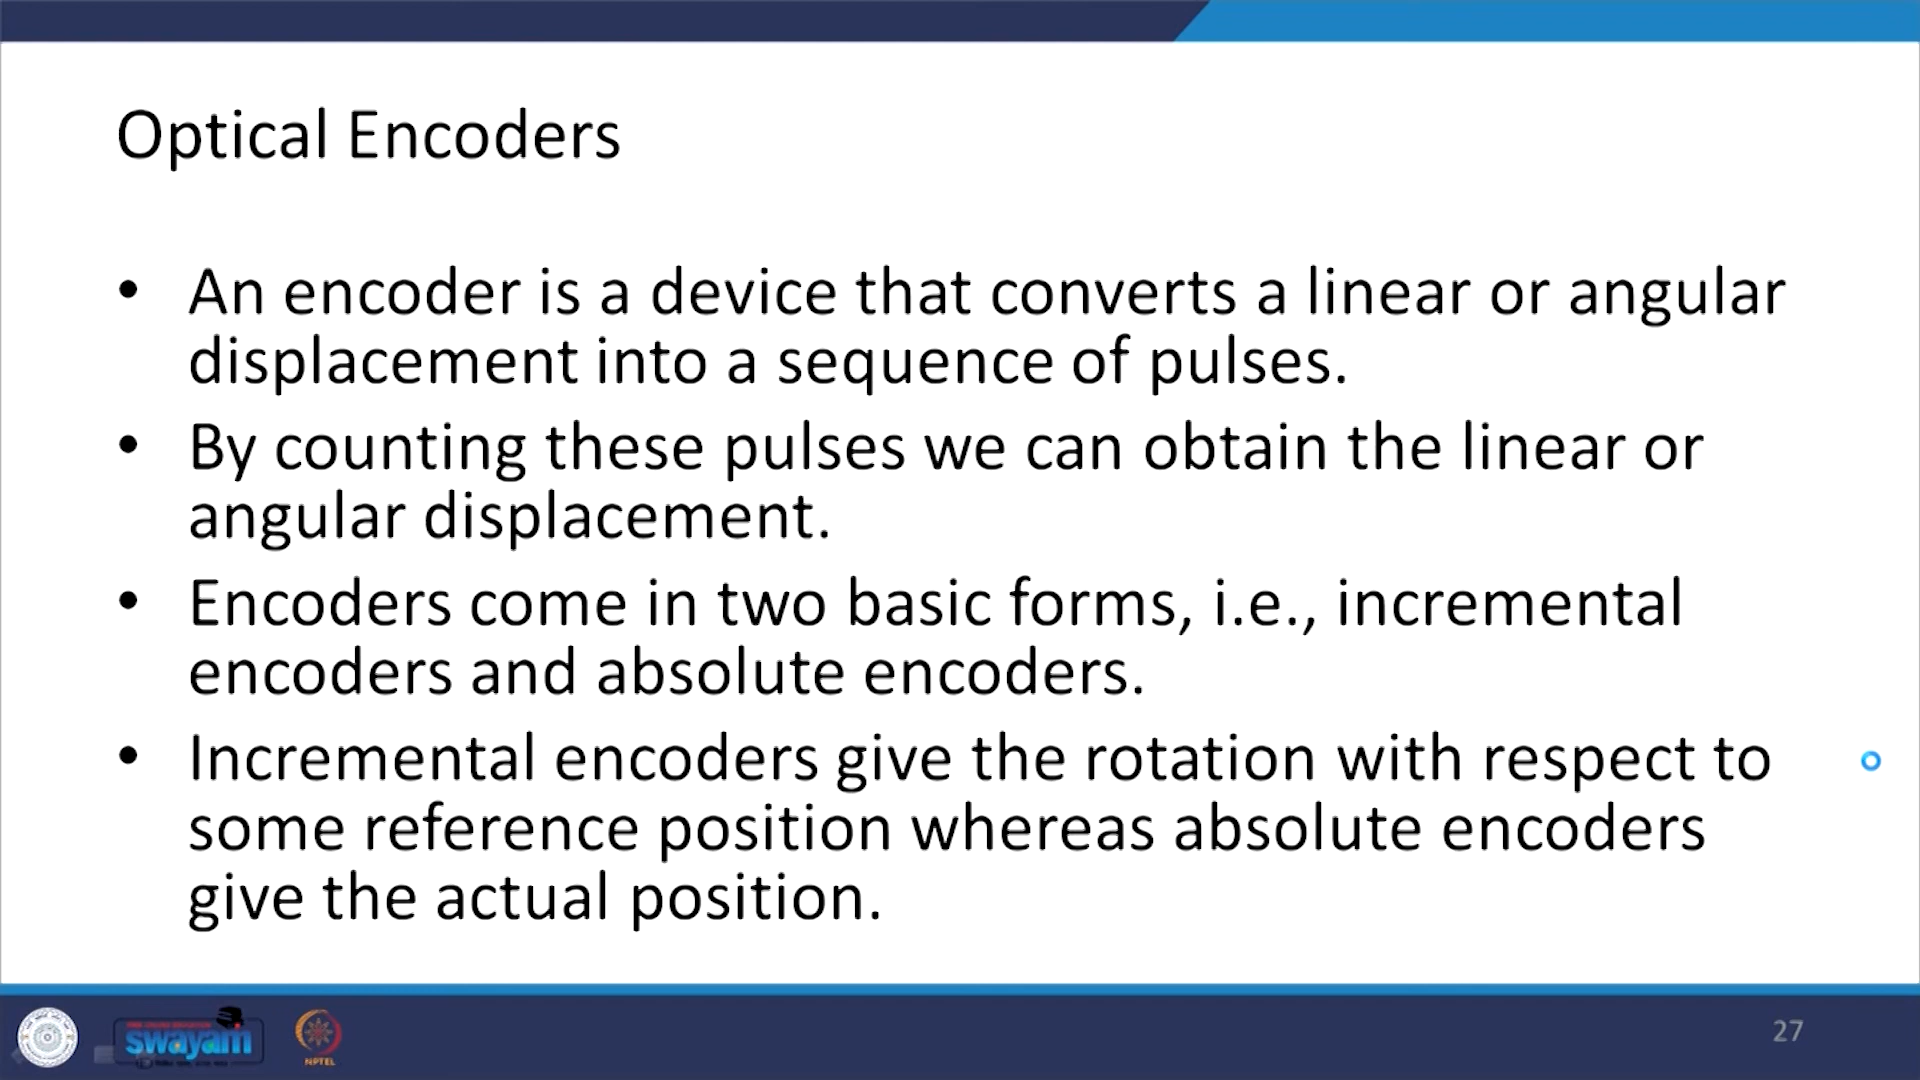 Optical Encoders
• An encoder is a device that converts a linear or angular
displacement into a sequence of pulses.
• By counting these pulses we can obtain the linear or
angular displacement.
• Encoders come in two basic forms, i.e., incremental
encoders and absolute encoders.
• Incremental encoders give the rotation with respect to
some reference position whereas absolute encoders
give the actual position.
swayam
NPTEL
27